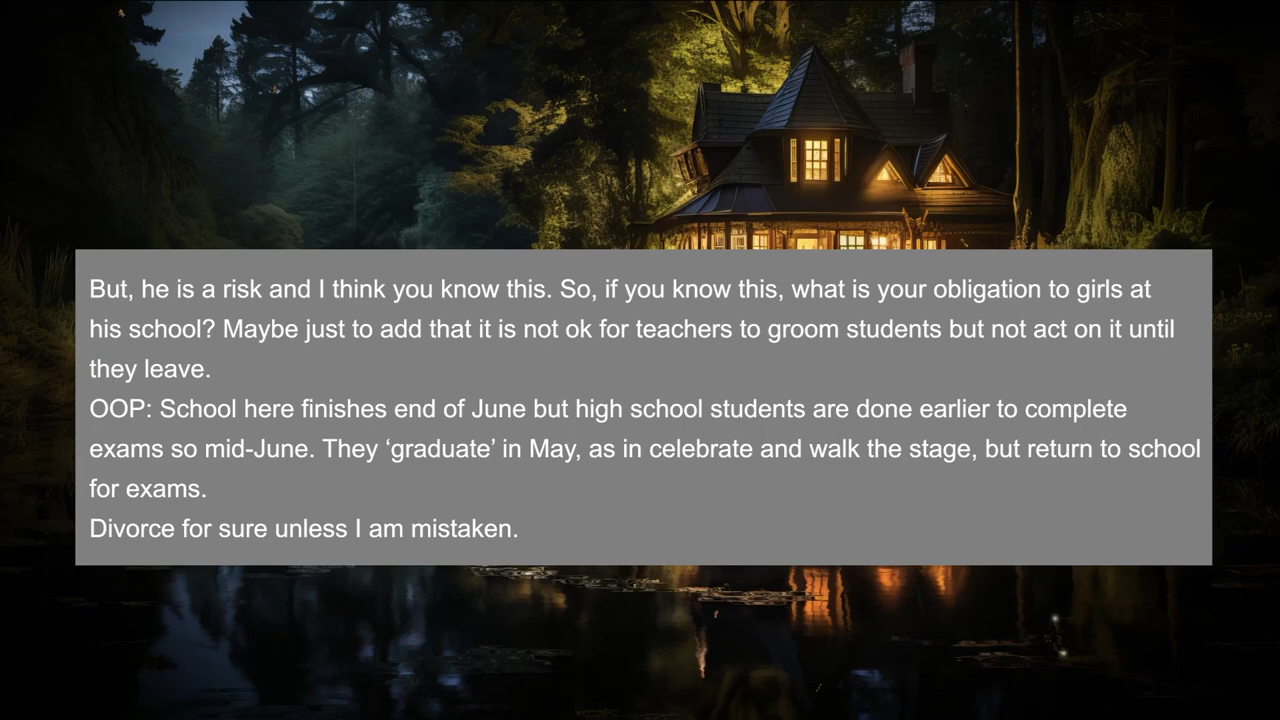 But, he is a risk and I think you know this. So, if you know this, what is your obligation to girls at
his school? Maybe just to add that it is not ok for teachers to groom students but not act on it until
they leave.
OOP: School here finishes end of June but high school students are done earlier to complete
exams so mid-June. They ‘graduate’ in May, as in celebrate and walk the stage, but return to school
for exams.
Divorce for sure unless I am mistaken.